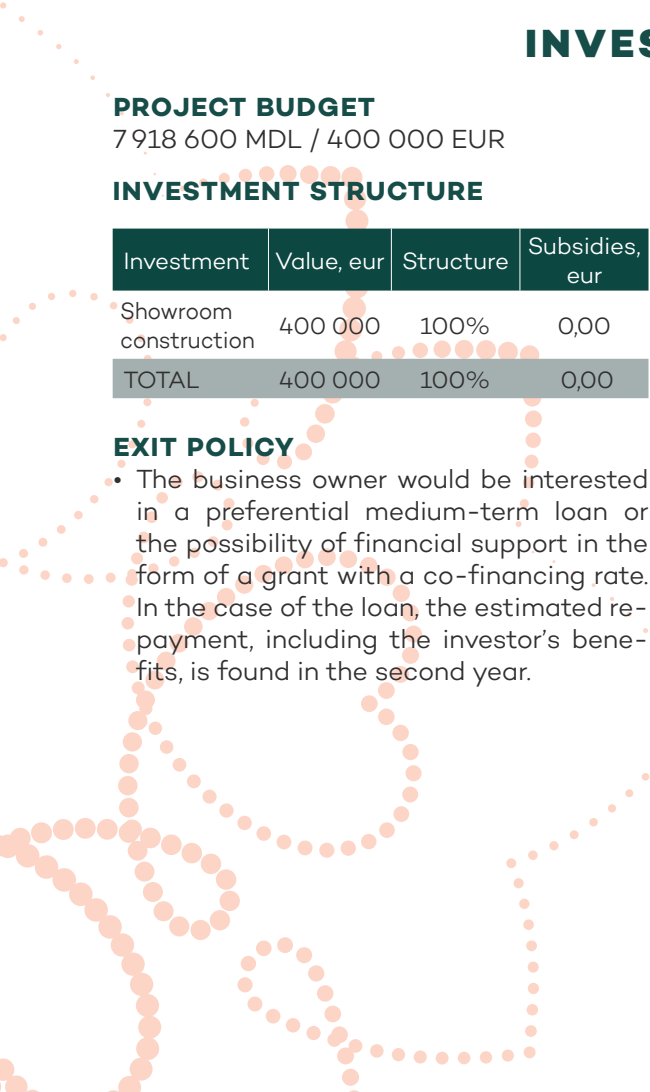 INVES
PROJECT BUDGET
7 918 600 MDL / 400 000 EUR
INVESTMENT STRUCTURE
Investment Value, eur Structure Subsidies, eur
Showroom construction 400 000 100% 0,00
TOTAL 400 000 100% 0,00
EXIT POLICY
• The business owner would be interested
in a preferential medium-term loan or
the possibility of financial support in the
form of a grant with a co-financing rate.
In the case of the loan, the estimated re-
payment, including the investor's bene-
fits, is found in the second year.